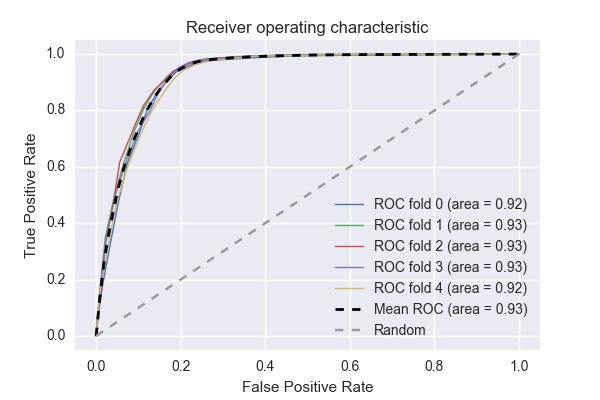 Receiver operating characteristic
1.0
0.8
0.6
0.4
0.2
0.0
True Positive Rate
ROC fold 0 (area = 0.92)
ROC fold 1 (area = 0.93)
ROC fold 2 (area = 0.93)
ROC fold 3 (area = 0.93)
ROC fold 4 (area = 0.92)
Mean ROC (area = 0.93)
Random
0.0 0.2 0.4 0.6 0.8 1.0
False Positive Rate